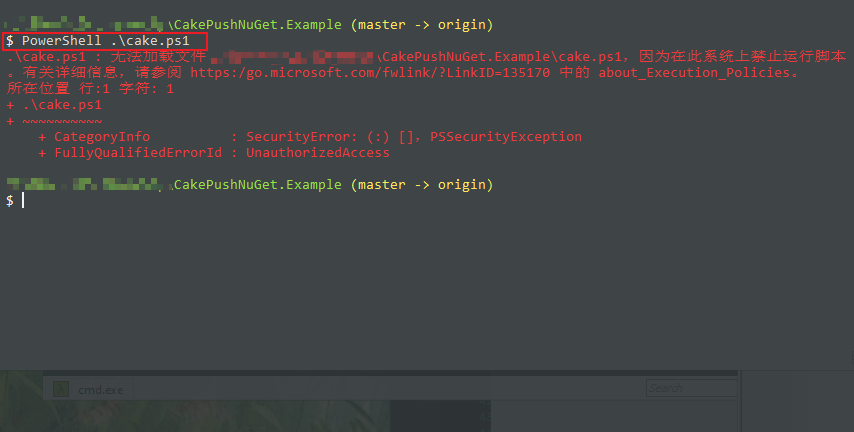 \CakePushNuGet.Example (master -> origin)
$ PowerShell .\cake.ps1
.\cake.ps1 : 无法加载文件 \CakePushNuGet.Example\cake.ps1，因为在此系统上禁止运行脚本
。有关详细信息，请参阅 https:/go.microsoft.com/fwlink/?LinkID=135170 中的 about_Execution_Policies。
所在位置 行:1 字符: 1
+ .\cake.ps1
+ ~~~~~~~~~~
+ CategoryInfo : SecurityError: (:) []，PSSecurityException
+ FullyQualifiedErrorId : UnauthorizedAccess
CakePushNuGet.Example (master -> origin)
$
cmd.exe
Search